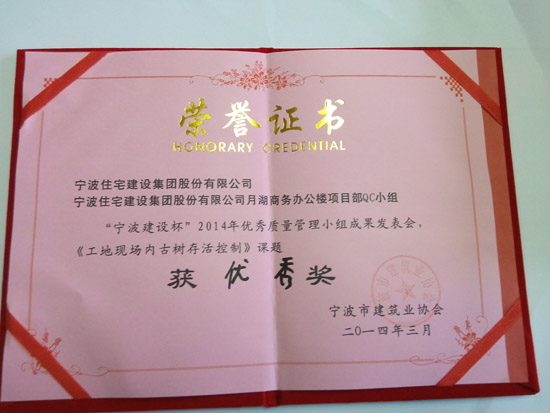 荣誉证书
HONORARY CREDENTIAL
宁波住宅建设集团股份有限公司
宁波住宅建设集团股份有限公司月湖商务办公楼项目部QC小组
“宁波建设杯”2014年优秀质量管理小组成果发表会，
《工地现场内古树存活控制》课题
获优秀奖
宁波市建筑业协会
二〇一四年三月